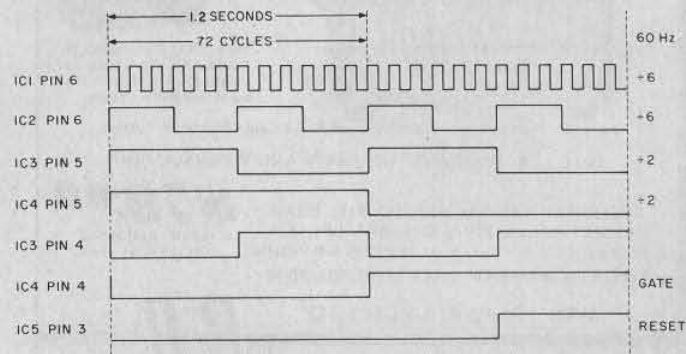 1.2 SECONDS
72 CYCLES
60 Hz
IC1 PIN 6
÷6
IC2 PIN 6
÷6
IC3 PIN 5
÷2
IC4 PIN 5
÷2
IC3 PIN 4
IC4 PIN 4
GATE
IC5 PIN 3
RESET